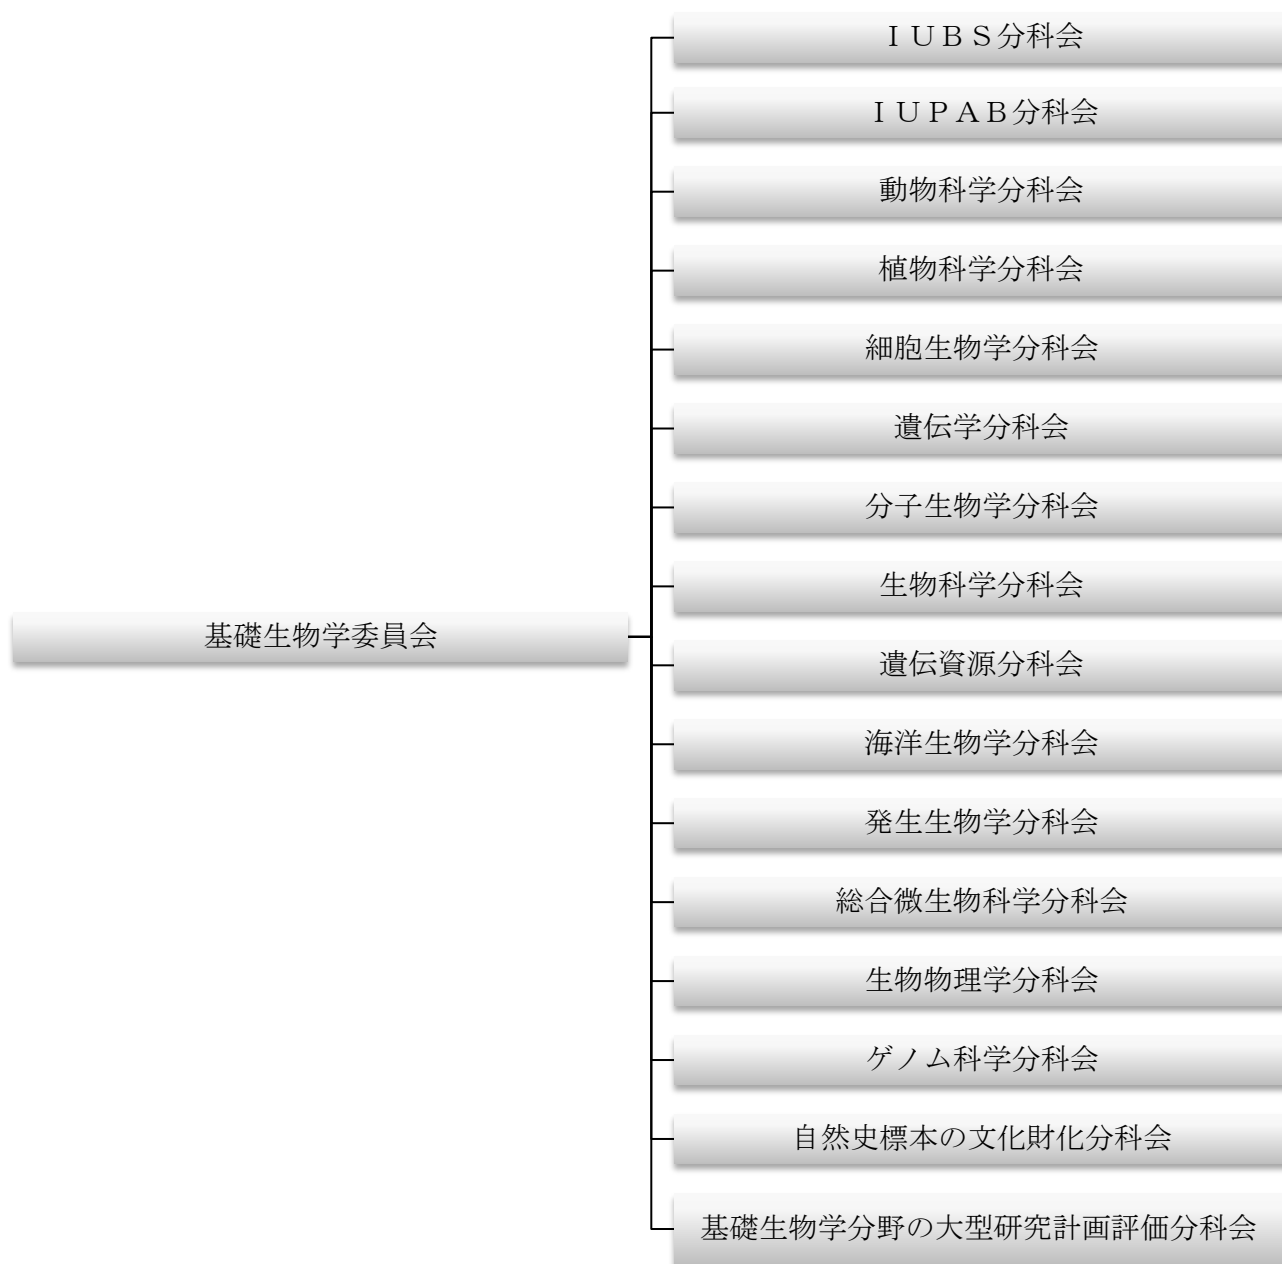 ＩＵＢＳ分科会
ＩＵＰＡＢ分科会
動物科学分科会
植物科学分科会
細胞生物学分科会
遺伝学分科会
分子生物学分科会
生物科学分科会
基礎生物学委員会
遺伝資源分科会
海洋生物学分科会
発生生物学分科会
総合微生物科学分科会
生物物理学分科会
ゲノム科学分科会
自然史標本の文化財化分科会
基礎生物学分野の大型研究計画評価分科会